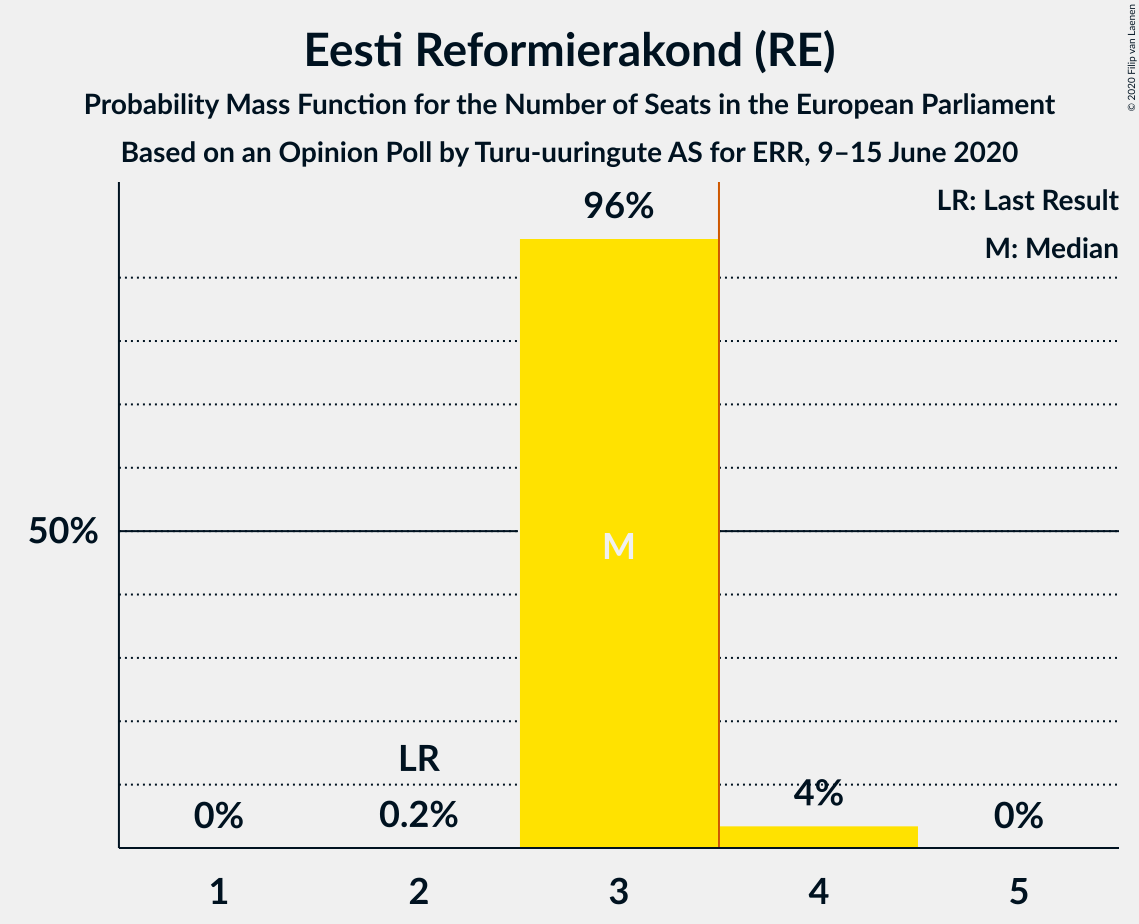 Eesti Reformierakond (RE)
Probability Mass Function for the Number of Seats in the European Parliament
Based on an Opinion Poll by Turu-uuringute AS for ERR, 9–15 June 2020
© 2020 Filip van Laenen
LR: Last Result
M: Median
96%
50%
M
LR
0%
0.2%
4%
0%
1
2
3
4
5